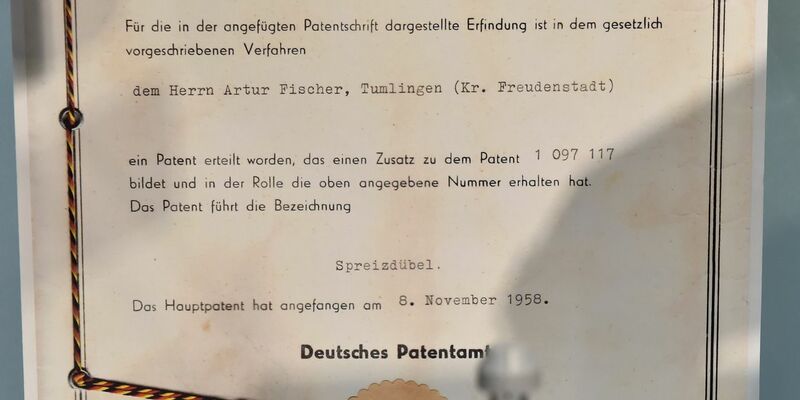 Für die in der angefügten Patentschrift dargestellte Erfindung ist in dem gesetzlich
vorgeschriebenen Verfahren
dem Herrn Artur Fischer, Tumlingen (Kr. Freudenstadt)
ein Patent erteilt worden, das einen Zusatz zu dem Patent 1 097 117
bildet und in der Rolle die oben angegebene Nummer erhalten hat.
Das Patent führt die Bezeichnung
Spreizdübel.
Das Hauptpatent hat angefangen am 8. November 1958.
Deutsches Patentamt